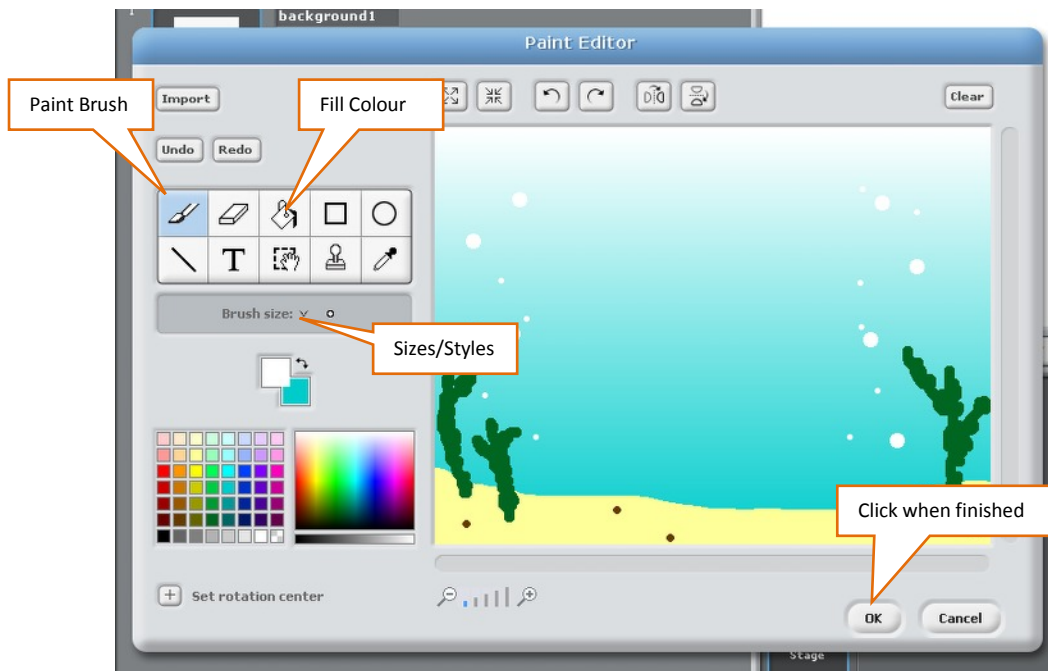 1
background1
Paint Editor
Paint Brush
Import
Fill Colour
Clear
Undo
Redo
T
Brush size:
Sizes/Styles
Click when finished
Set rotation center
OK
Cancel
Stage